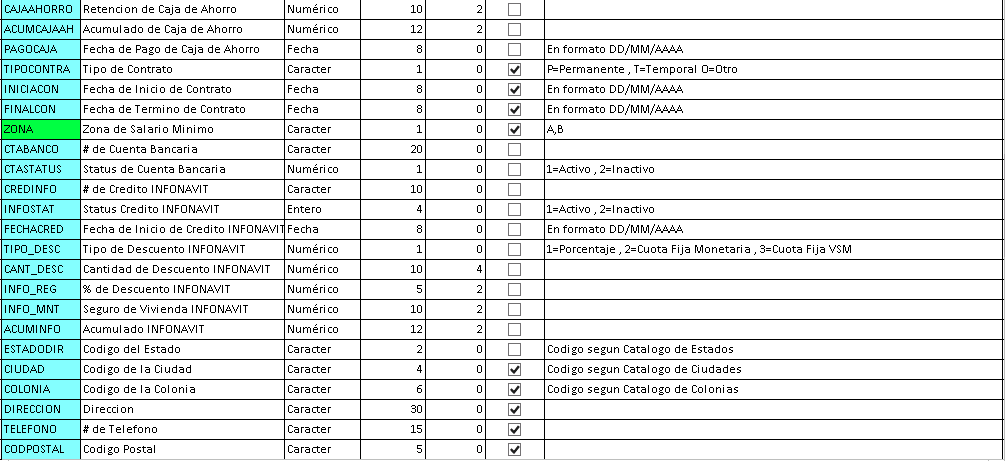 CAJAAHORRO Retencion de Caja de Ahorro Numérico 10 2
ACUMCAJAAH Acumulado de Caja de Ahorro Numérico 12 2
PAGOCAJA Fecha de Pago de Caja de Ahorro Fecha 8 0 En formato DD/MM/AAAA
TIPOCONTRA Tipo de Contrato Caracter 1 0 P=Permanente , T=Temporal O=Otro
INICIACON Fecha de Inicio de Contrato Fecha 8 0 En formato DD/MM/AAAA
FINALCON Fecha de Termino de Contrato Fecha 8 0 En formato DD/MM/AAAA
ZONA Zona de Salario Minimo Caracter 1 0 A,B
CTABANCO # de Cuenta Bancaria Caracter 20 0
CTASTATUS Status de Cuenta Bancaria Numérico 1 0 1=Activo , 2=Inactivo
CREDINFO # de Credito INFONAVIT Caracter 10 0
INFOSTAT Status Credito INFONAVIT Entero 4 0 1=Activo , 2=Inactivo
FECHACRED Fecha de Inicio de Credito INFONAVIT Fecha 8 0 En formato DD/MM/AAAA
TIPO_DESC Tipo de Descuento INFONAVIT Numérico 1 0 1=Porcentaje , 2=Cuota Fija Monetaria , 3=Cuota Fija VSM
CANT_DESC Cantidad de Descuento INFONAVIT Numérico 10 4
INFO_REG % de Descuento INFONAVIT Numérico 5 2
INFO_MNT Seguro de Vivienda INFONAVIT Numérico 10 2
ACUMINFO Acumulado INFONAVIT Numérico 12 2
ESTADODIR Codigo del Estado Caracter 2 0 Codigo segun Catalogo de Estados
CIUDAD Codigo de la Ciudad Caracter 4 0 Codigo segun Catalogo de Ciudades
COLONIA Codigo de la Colonia Caracter 6 0 Codigo segun Catalogo de Colonias
DIRECCION Direccion Caracter 30 0
TELEFONO # de Telefono Caracter 15 0
CODPOSTAL Codigo Postal Caracter 5 0